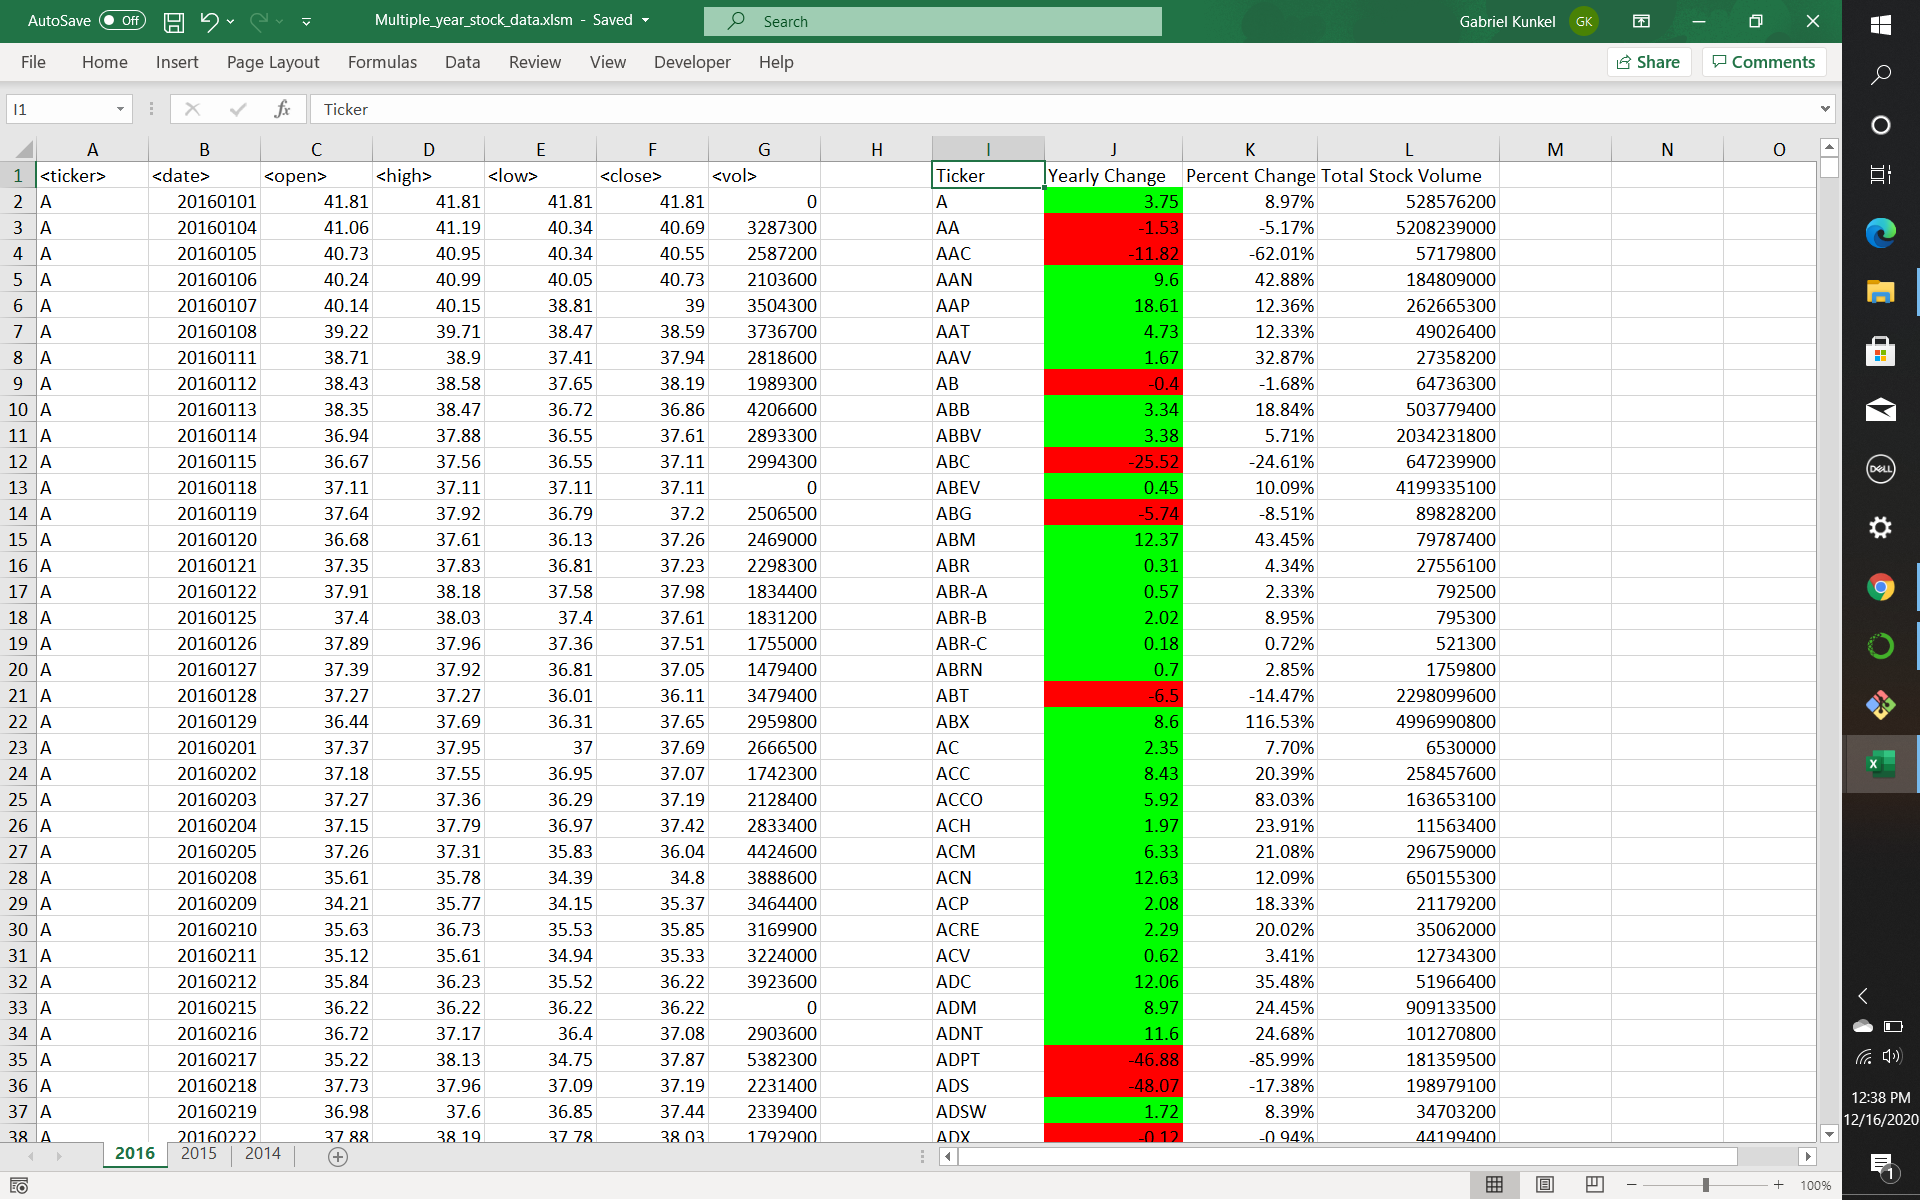 AutoSave Off Multiple_year_stock_data.xlsm - Saved Search Gabriel Kunkel GK
File Home Insert Page Layout Formulas Data Review View Developer Help Share Comments
I1 fx Ticker
A B C D E F G H I J K L M N O
1 <ticker> <date> <open> <high> <low> <close> <vol> Ticker Yearly Change Percent Change Total Stock Volume
2 A 20160101 41.81 41.81 41.81 41.81 0 A 3.75 8.97% 528576200
3 A 20160104 41.06 41.19 40.34 40.69 3287300 AA -1.53 -5.17% 5208239000
4 A 20160105 40.73 40.95 40.34 40.55 2587200 AAC -11.82 -62.01% 57179800
5 A 20160106 40.24 40.99 40.05 40.73 2103600 AAN 9.6 42.88% 184809000
6 A 20160107 40.14 40.15 38.81 39 3504300 AAP 18.61 12.36% 262665300
7 A 20160108 39.22 39.71 38.47 38.59 3736700 AAT 4.73 12.33% 49026400
8 A 20160111 38.71 38.9 37.41 37.94 2818600 AAV 1.67 32.87% 27358200
9 A 20160112 38.43 38.58 37.65 38.19 1989300 AB -0.4 -1.68% 64736300
10 A 20160113 38.35 38.47 36.72 36.86 4206600 ABB 3.34 18.84% 503779400
11 A 20160114 36.94 37.88 36.55 37.61 2893300 ABBV 3.38 5.71% 2034231800
12 A 20160115 36.67 37.56 36.55 37.11 2994300 ABC -25.52 -24.61% 647239900
13 A 20160118 37.11 37.11 37.11 37.11 0 ABEV 0.45 10.09% 4199335100
14 A 20160119 37.64 37.92 36.79 37.2 2506500 ABG -5.74 -8.51% 89828200
15 A 20160120 36.68 37.61 36.13 37.26 2469000 ABM 12.37 43.45% 79787400
16 A 20160121 37.35 37.83 36.81 37.23 2298300 ABR 0.31 4.34% 27556100
17 A 20160122 37.91 38.18 37.58 37.98 1834400 ABR-A 0.57 2.33% 792500
18 A 20160125 37.4 38.03 37.4 37.61 1831200 ABR-B 2.02 8.95% 795300
19 A 20160126 37.89 37.96 37.36 37.51 1755000 ABR-C 0.18 0.72% 521300
20 A 20160127 37.39 37.92 36.81 37.05 1479400 ABRN 0.7 2.85% 1759800
21 A 20160128 37.27 37.27 36.01 36.11 3479400 ABT -6.5 -14.47% 2298099600
22 A 20160129 36.44 37.69 36.31 37.65 2959800 ABX 8.6 116.53% 4996990800
23 A 20160201 37.37 37.95 37 37.69 2666500 AC 2.35 7.70% 6530000
24 A 20160202 37.18 37.55 36.95 37.07 1742300 ACC 8.43 20.39% 258457600
25 A 20160203 37.27 37.36 36.29 37.19 2128400 ACCO 5.92 83.03% 163653100
26 A 20160204 37.15 37.79 36.97 37.42 2833400 ACH 1.97 23.91% 11563400
27 A 20160205 37.26 37.31 35.83 36.04 4424600 ACM 6.33 21.08% 296759000
28 A 20160208 35.61 35.78 34.39 34.8 3888600 ACN 12.63 12.09% 650155300
29 A 20160209 34.21 35.77 34.15 35.37 3464400 ACP 2.08 18.33% 21179200
30 A 20160210 35.63 36.73 35.53 35.85 3169900 ACRE 2.29 20.02% 35062000
31 A 20160211 35.12 35.61 34.94 35.33 3224000 ACV 0.62 3.41% 12734300
32 A 20160212 35.84 36.23 35.52 36.22 3923600 ADC 12.06 35.48% 51966400
33 A 20160215 36.22 36.22 36.22 36.22 0 ADM 8.97 24.45% 909133500
34 A 20160216 36.72 37.17 36.4 37.08 2903600 ADNT 11.6 24.68% 101270800
35 A 20160217 35.22 38.13 34.75 37.87 5382300 ADPT -46.88 -85.99% 181359500
36 A 20160218 37.73 37.96 37.09 37.19 2231400 ADS -48.07 -17.38% 198979100
37 A 20160219 36.98 37.6 36.85 37.44 2339400 ADSW 1.72 8.39% 34703200
38 A 20160222 37.88 38.19 37.78 38.03 1792900 ADX -0.12 -0.94% 44199400
2016 2015 2014
100%
DELL
12:38 PM
12/16/2020
1